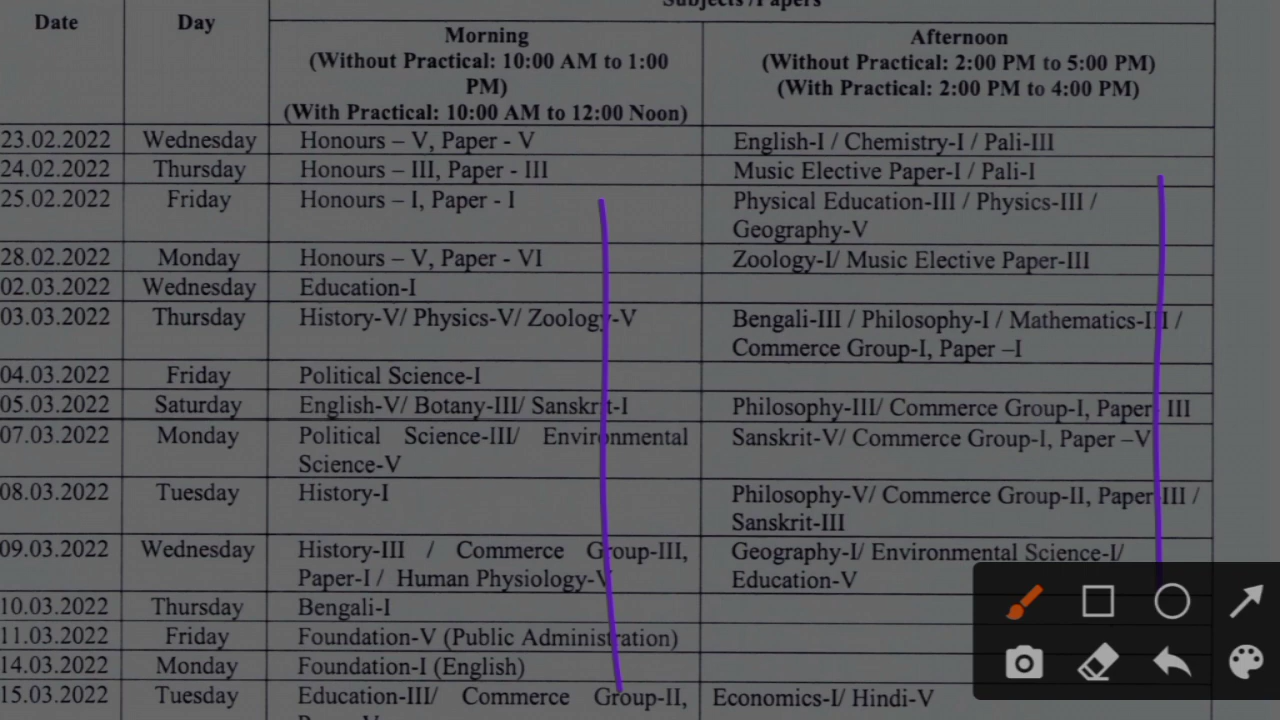 Subjects /Papers
Date Day
Morning
(Without Practical: 10:00 AM to 1:00
PM)
(With Practical: 10:00 AM to 12:00 Noon)
Afternoon
(Without Practical: 2:00 PM to 5:00 PM)
(With Practical: 2:00 PM to 4:00 PM)
23.02.2022 Wednesday Honours – V, Paper - V English-I / Chemistry-I / Pali-III
24.02.2022 Thursday Honours – III, Paper - III Music Elective Paper-I / Pali-I
25.02.2022 Friday Honours – I, Paper - I Physical Education-III / Physics-III /
Geography-V
28.02.2022 Monday Honours – V, Paper - VI Zoology-I/ Music Elective Paper-III
02.03.2022 Wednesday Education-I
03.03.2022 Thursday History-V/ Physics-V/ Zoology-V Bengali-III / Philosophy-I / Mathematics-III /
Commerce Group-I, Paper –I
04.03.2022 Friday Political Science-I
05.03.2022 Saturday English-V/ Botany-III/ Sanskrit-I Philosophy-III/ Commerce Group-I, Paper III
07.03.2022 Monday Political Science-III/ Environmental Sanskrit-V/ Commerce Group-I, Paper –V
Science-V
08.03.2022 Tuesday History-I Philosophy-V/ Commerce Group-II, Paper-III /
Sanskrit-III
09.03.2022 Wednesday History-III / Commerce Group-III, Geography-I/ Environmental Science-I/
Paper-I / Human Physiology-V Education-V
10.03.2022 Thursday Bengali-I
11.03.2022 Friday Foundation-V (Public Administration)
14.03.2022 Monday Foundation-I (English)
15.03.2022 Tuesday Education-III/ Commerce Group-II, Economics-I/ Hindi-V